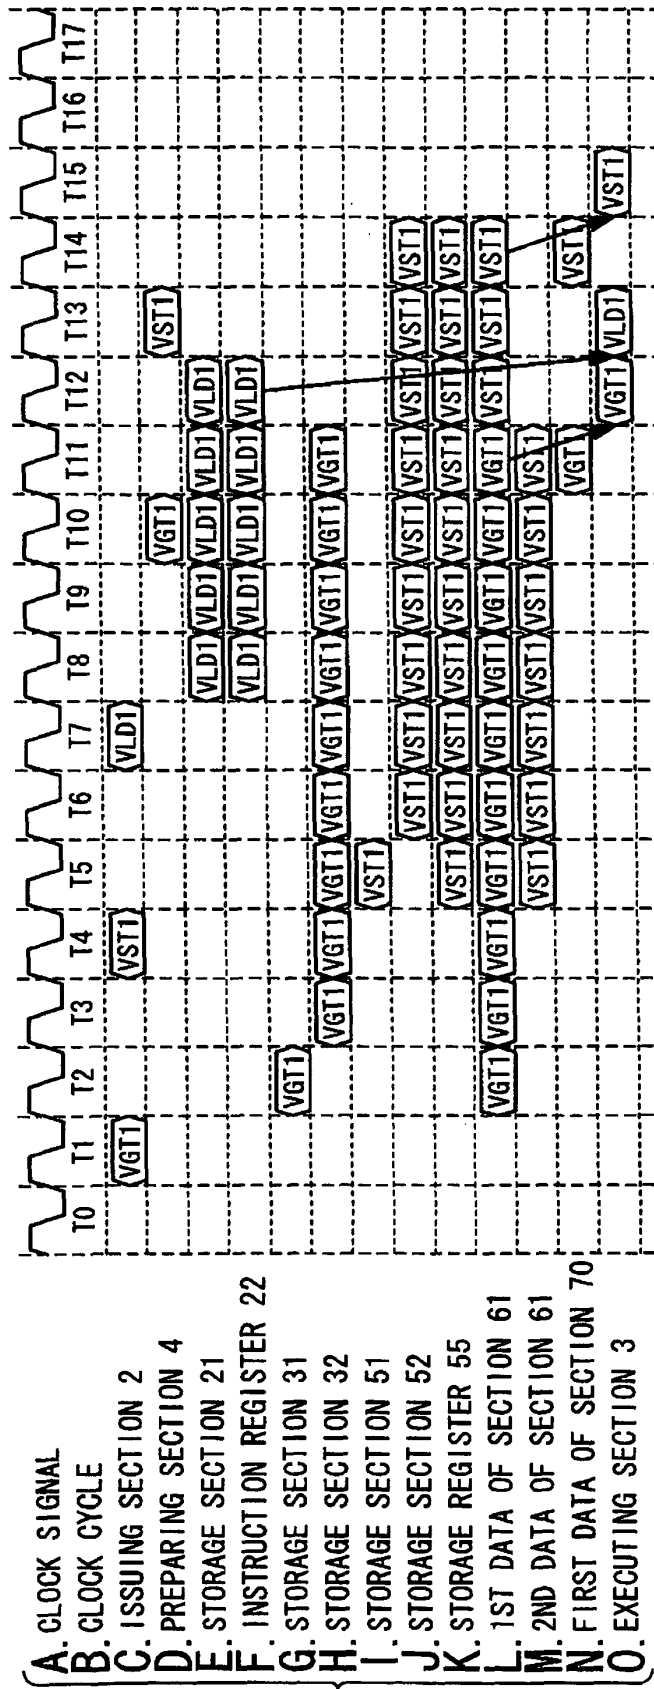 A. CLOCK SIGNAL
B. CLOCK CYCLE T0 T1 T2 T3 T4 T5 T6 T7 T8 T9 T10 T11 T12 T13 T14 T15 T16 T17
C. ISSUING SECTION 2 VGT1 VST1 VLD1
D. PREPARING SECTION 4 VGT1 VST1
E. STORAGE SECTION 21 VLD1 VLD1 VLD1 VLD1 VLD1
F. INSTRUCTION REGISTER 22 VLD1 VLD1 VLD1 VLD1 VLD1
G. STORAGE SECTION 31 VGT1
H. STORAGE SECTION 32 VGT1 VGT1 VGT1 VGT1 VGT1 VGT1 VGT1 VGT1 VGT1
I. STORAGE SECTION 51 VST1
J. STORAGE SECTION 52 VST1 VST1 VST1 VST1 VST1 VST1 VST1 VST1 VST1
K. STORAGE REGISTER 55 VST1 VST1 VST1 VST1 VST1 VST1 VST1 VST1 VST1 VST1
L. 1ST DATA OF SECTION 61 VGT1 VGT1 VGT1 VGT1 VGT1 VGT1 VGT1 VGT1 VGT1 VGT1 VST1 VST1 VST1
M. 2ND DATA OF SECTION 61 VST1 VST1 VST1 VST1 VST1 VST1 VST1
N. FIRST DATA OF SECTION 70 VGT1 VST1
O. EXECUTING SECTION 3 VGT1 VLD1 VST1